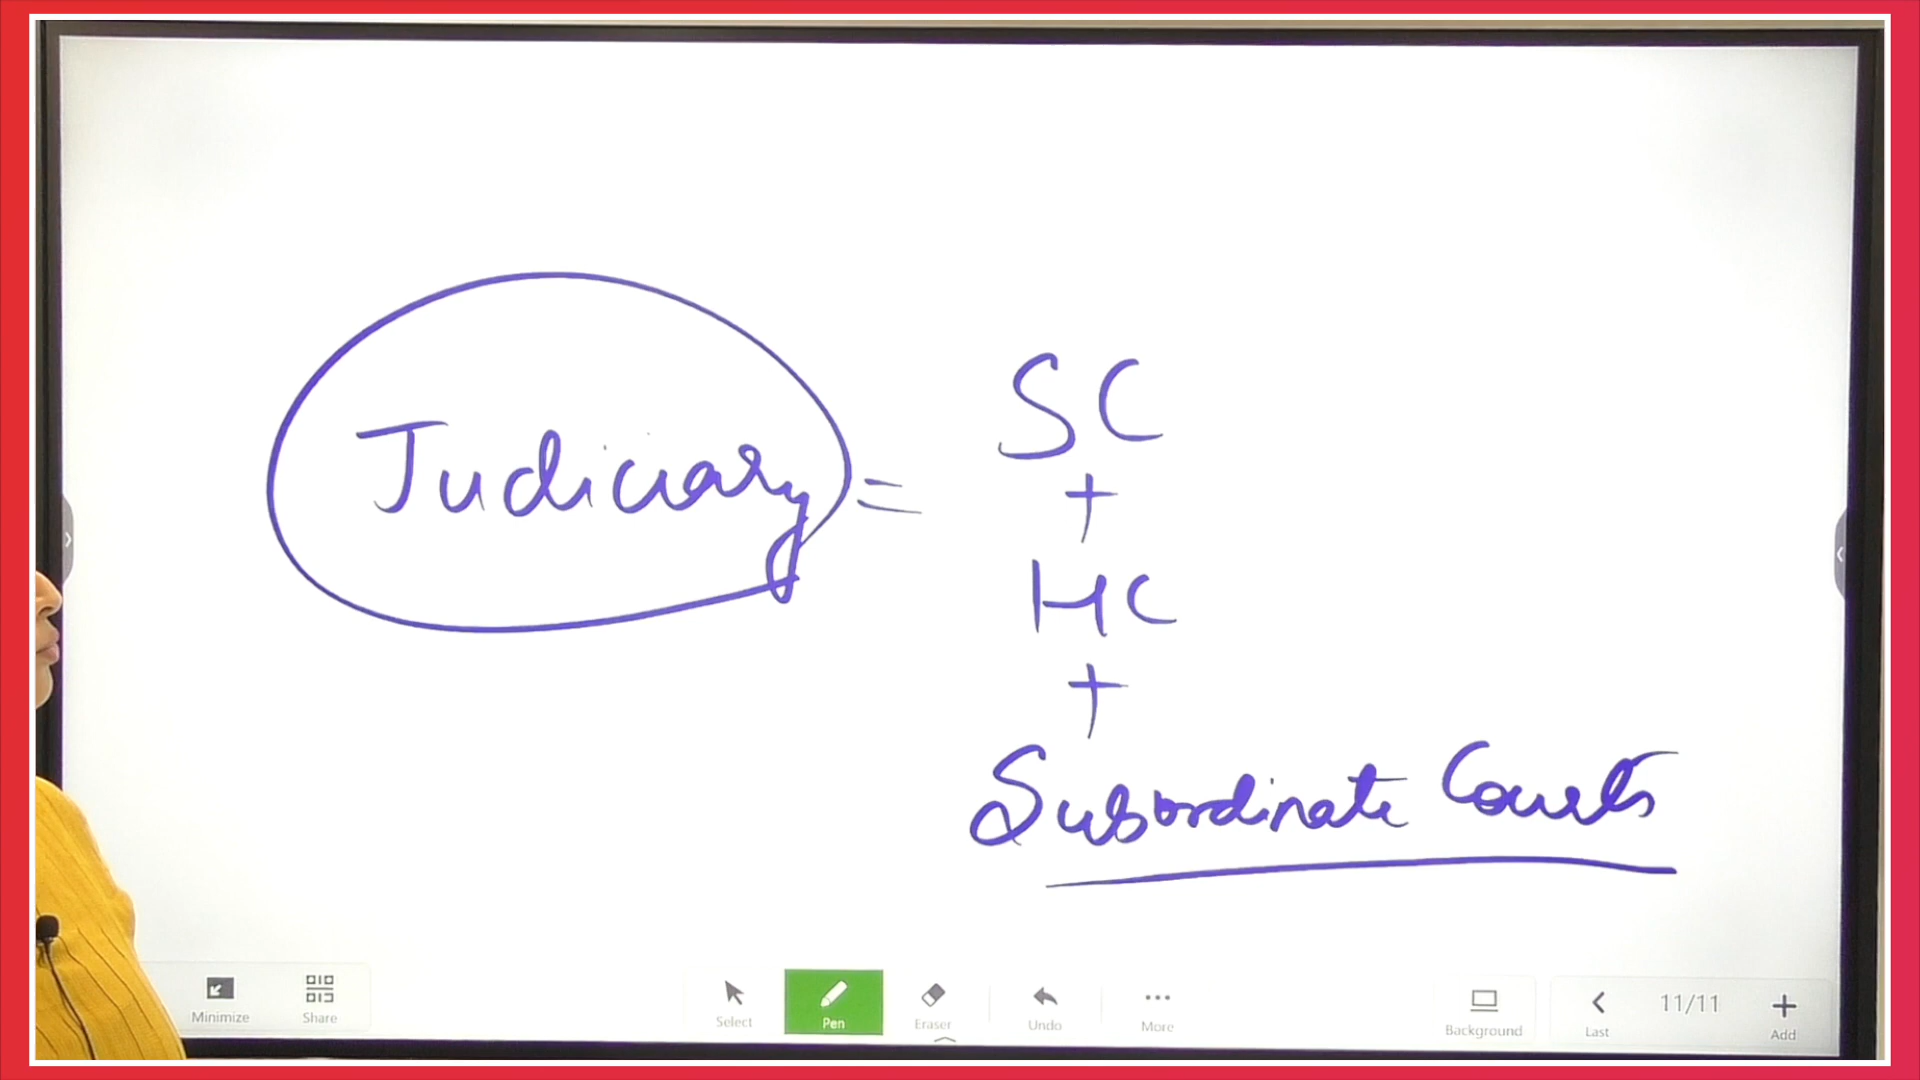 SC
Judiciary =
+
HC
+
Subordinate Courts
Minimize
Share
Select
Pen
Eraser
Undo
More
Background
Last
11/11
Add